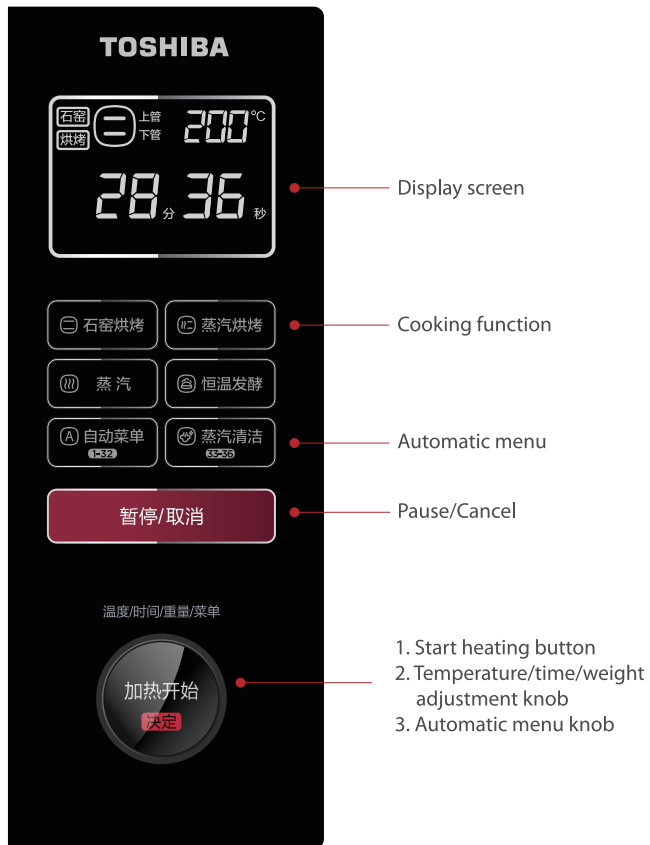 TOSHIBA
石窑 上管 200°C
烘烤 下管
28分36秒
Display screen
石窑烘烤 蒸汽烘烤
Cooking function
蒸汽 恒温发酵
A 自动菜单 蒸汽清洁
1-32 33-36
Automatic menu
暂停/取消
Pause/Cancel
温度/时间/重量/菜单
加热开始
决定
1. Start heating button
2. Temperature/time/weight
adjustment knob
3. Automatic menu knob